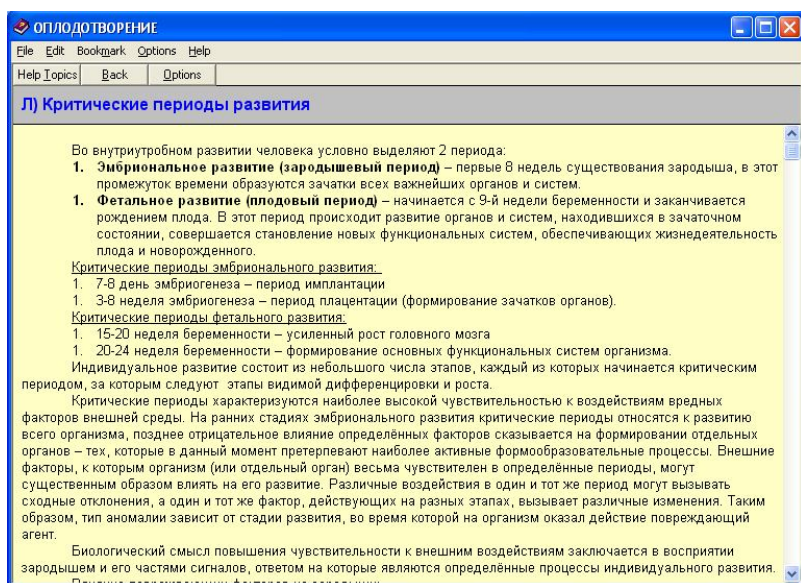 ОПЛОДОТВОРЕНИЕ
File Edit Bookmark Options Help
Help Topics Back Options
Л) Критические периоды развития
Во внутриутробном развитии человека условно выделяют 2 периода:
1. Эмбриональное развитие (зародышевый период) – первые 8 недель существования зародыша, в этот
промежуток времени образуются зачатки всех важнейших органов и систем.
1. Фетальное развитие (плодовый период) – начинается с 9-й недели беременности и заканчивается
рождением плода. В этот период происходит развитие органов и систем, находившихся в зачаточном
состоянии, совершается становление новых функциональных систем, обеспечивающих жизнедеятельность
плода и новорожденного.
Критические периоды эмбрионального развития:
1. 7-8 день эмбриогенеза – период имплантации
1. 3-8 неделя эмбриогенеза – период плацентации (формирование зачатков органов).
Критические периоды фетального развития:
1. 15-20 неделя беременности – усиленный рост головного мозга
1. 20-24 неделя беременности – формирование основных функциональных систем организма.
Индивидуальное развитие состоит из небольшого числа этапов, каждый из которых начинается критическим
периодом, за которым следуют этапы видимой дифференцировки и роста.
Критические периоды характеризуются наиболее высокой чувствительностью к воздействиям вредных
факторов внешней среды. На ранних стадиях эмбрионального развития критические периоды относятся к развитию
всего организма, позднее отрицательное влияние определённых факторов сказывается на формировании отдельных
органов – тех, которые в данный момент претерпевают наиболее активные формообразовательные процессы. Внешние
факторы, к которым организм (или отдельный орган) весьма чувствителен в определённые периоды, могут
существенным образом влиять на его развитие. Различные воздействия в один и тот же период могут вызывать
сходные отклонения, а один и тот же фактор, действующих на разных этапах, вызывает различные изменения. Таким
образом, тип аномалии зависит от стадии развития, во время которой на организм оказал действие повреждающий
агент.
Биологический смысл повышения чувствительности к внешним воздействиям заключается в восприятии
зародышем и его частями сигналов, ответом на которые являются определённые процессы индивидуального развития.